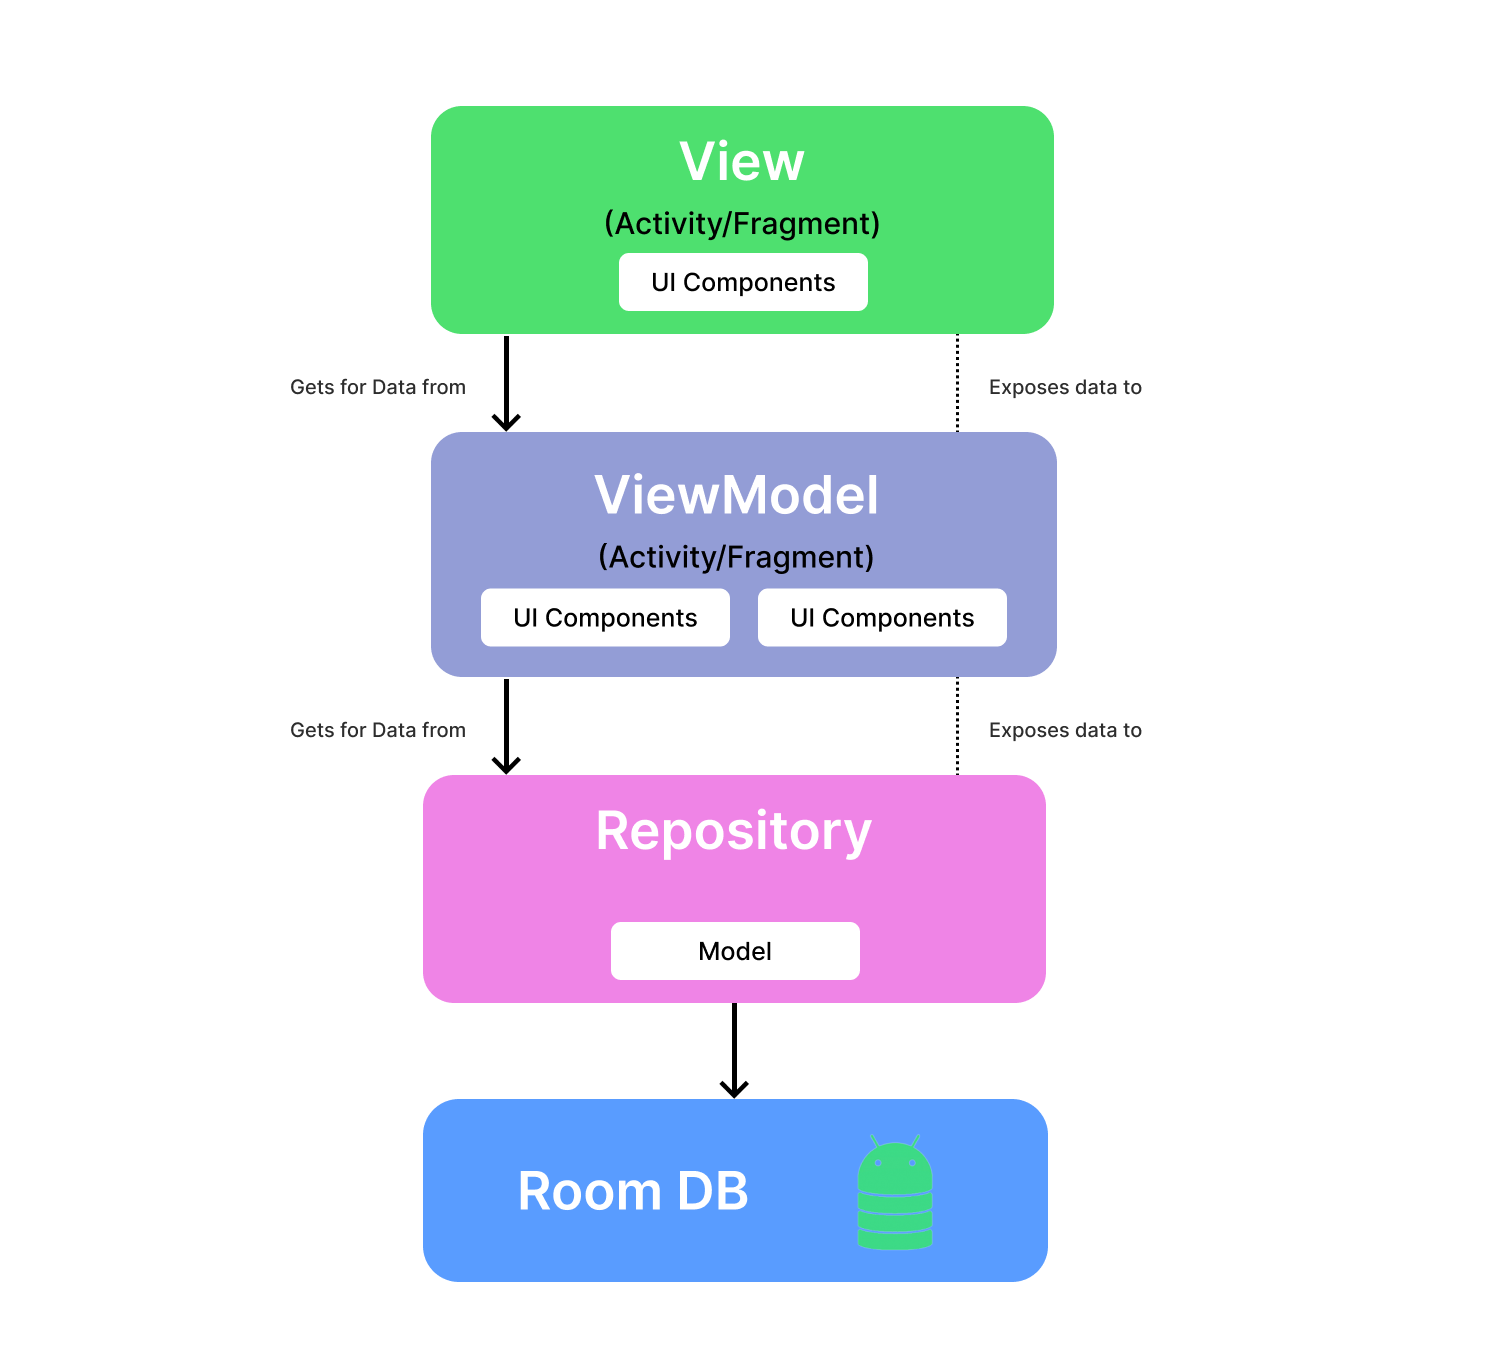 View
(Activity/Fragment)
UI Components
Gets for Data from
Exposes data to
ViewModel
(Activity/Fragment)
UI Components
UI Components
Gets for Data from
Exposes data to
Repository
Model
Room DB